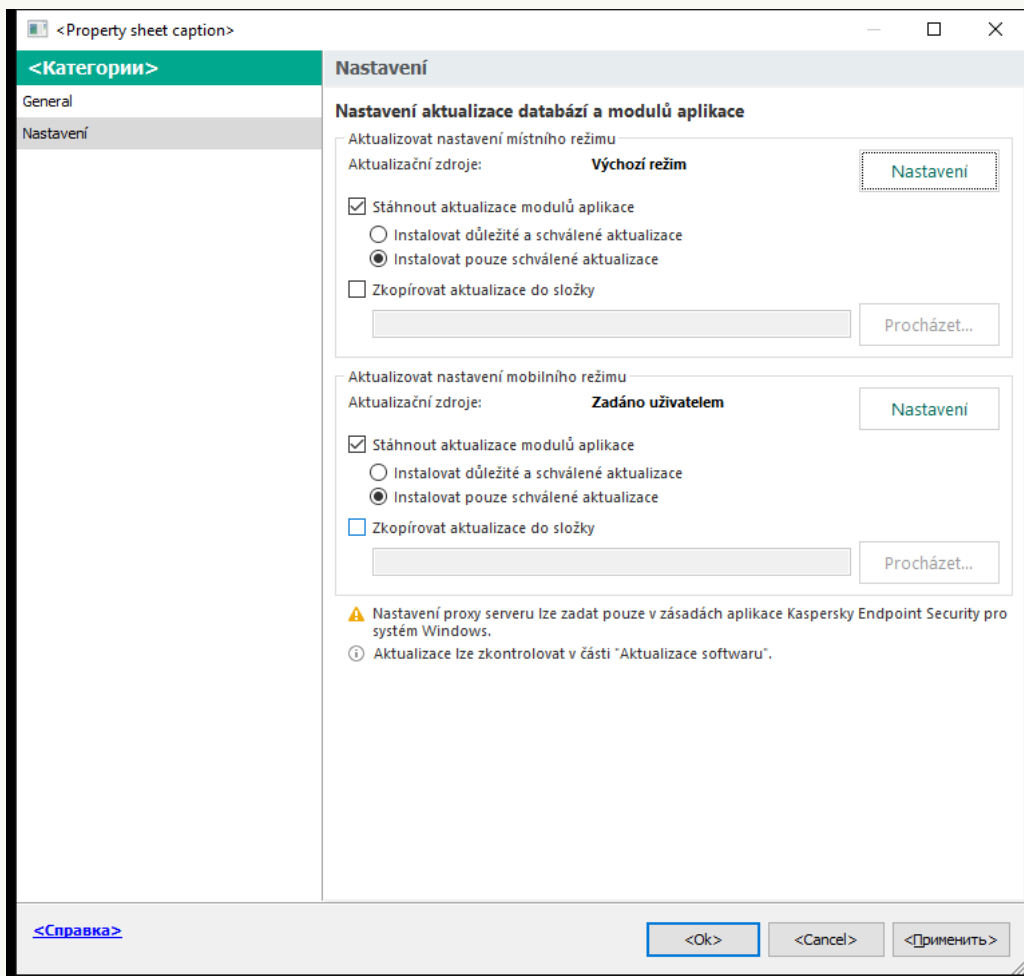 <Property sheet caption>
<Категории>
General
Nastavení
Nastavení
Nastavení aktualizace databází a modulů aplikace
Aktualizovat nastavení místního režimu
Aktualizační zdroje: Výchozí režim Nastavení
Stáhnout aktualizace modulů aplikace
Instalovat důležité a schválené aktualizace
Instalovat pouze schválené aktualizace
Zkopírovat aktualizace do složky
Procházet...
Aktualizovat nastavení mobilního režimu
Aktualizační zdroje: Zadáno uživatelem Nastavení
Stáhnout aktualizace modulů aplikace
Instalovat důležité a schválené aktualizace
Instalovat pouze schválené aktualizace
Zkopírovat aktualizace do složky
Procházet...
Nastavení proxy serveru lze zadat pouze v zásadách aplikace Kaspersky Endpoint Security pro
systém Windows.
Aktualizace lze zkontrolovat v části "Aktualizace softwaru".
<Справка>
<Ok> <Cancel> <Применить>